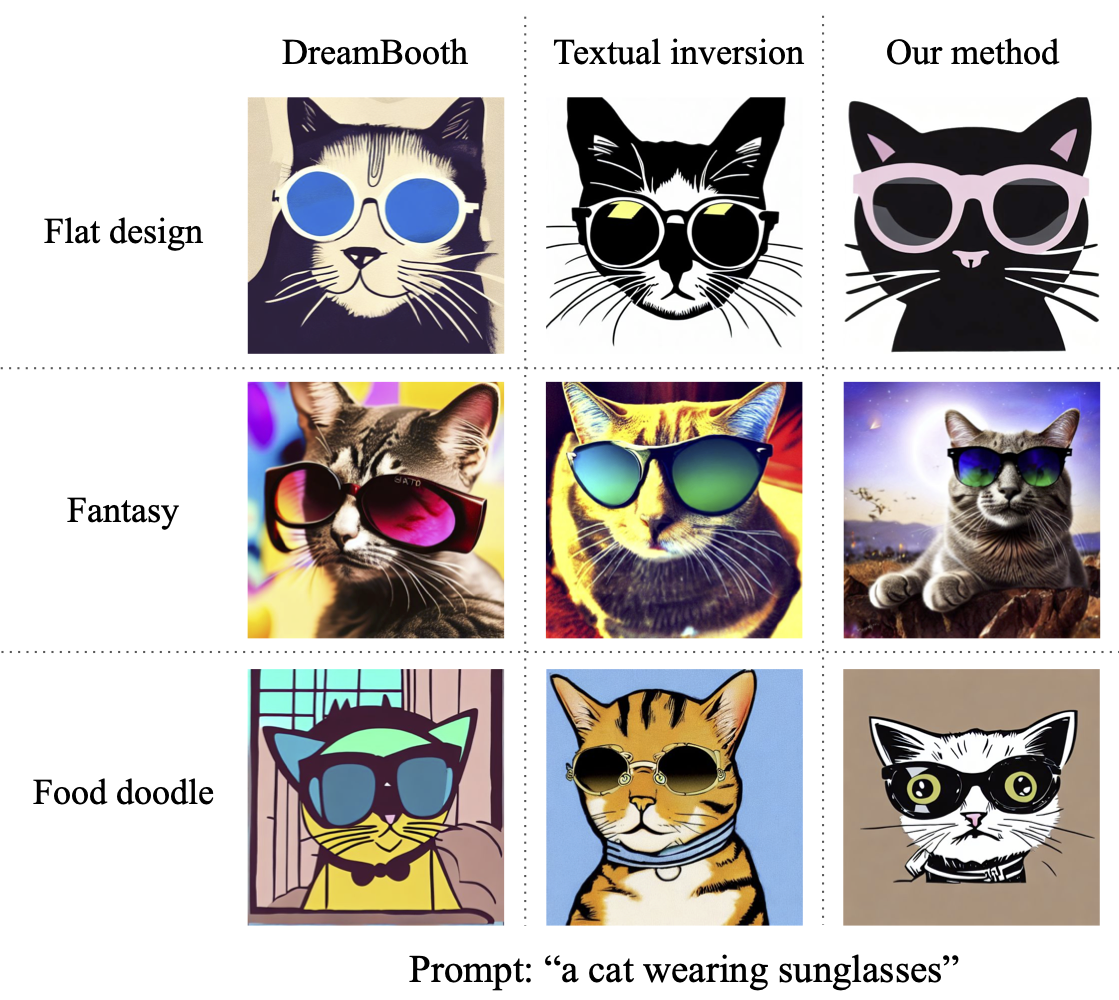 DreamBooth
Textual inversion
Our method
Flat design
Fantasy
Food doodle
Prompt: “a cat wearing sunglasses”